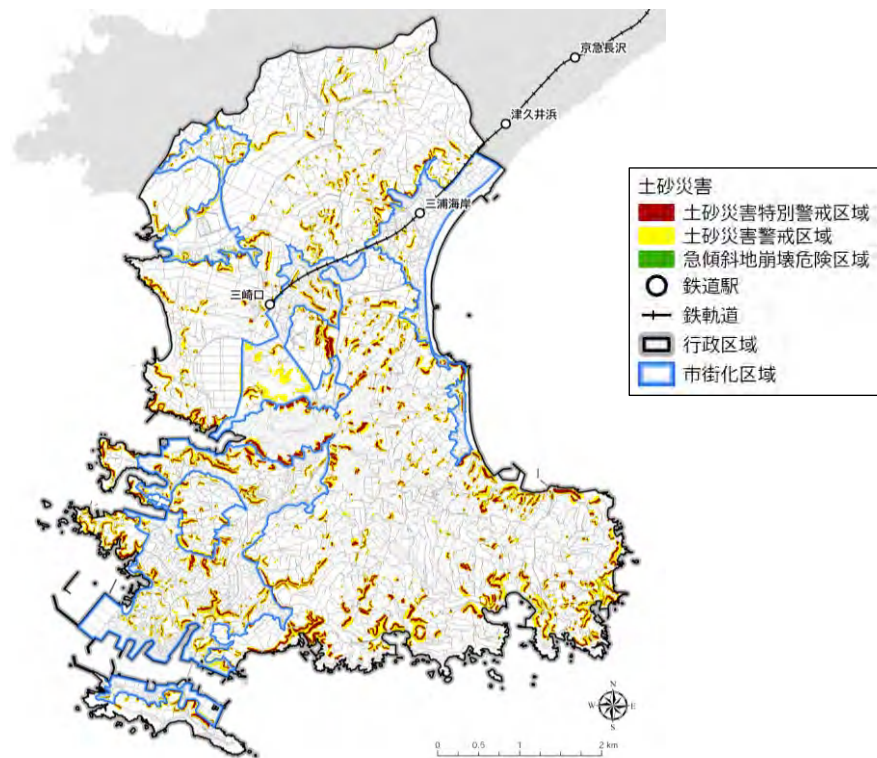 京急長沢
津久井浜
三浦海岸
三崎口
土砂災害
土砂災害特別警戒区域
土砂災害警戒区域
急傾斜地崩壊危険区域
鉄道駅
鉄軌道
行政区域
市街化区域
N
W
E
S
0 0.5 1 2 km